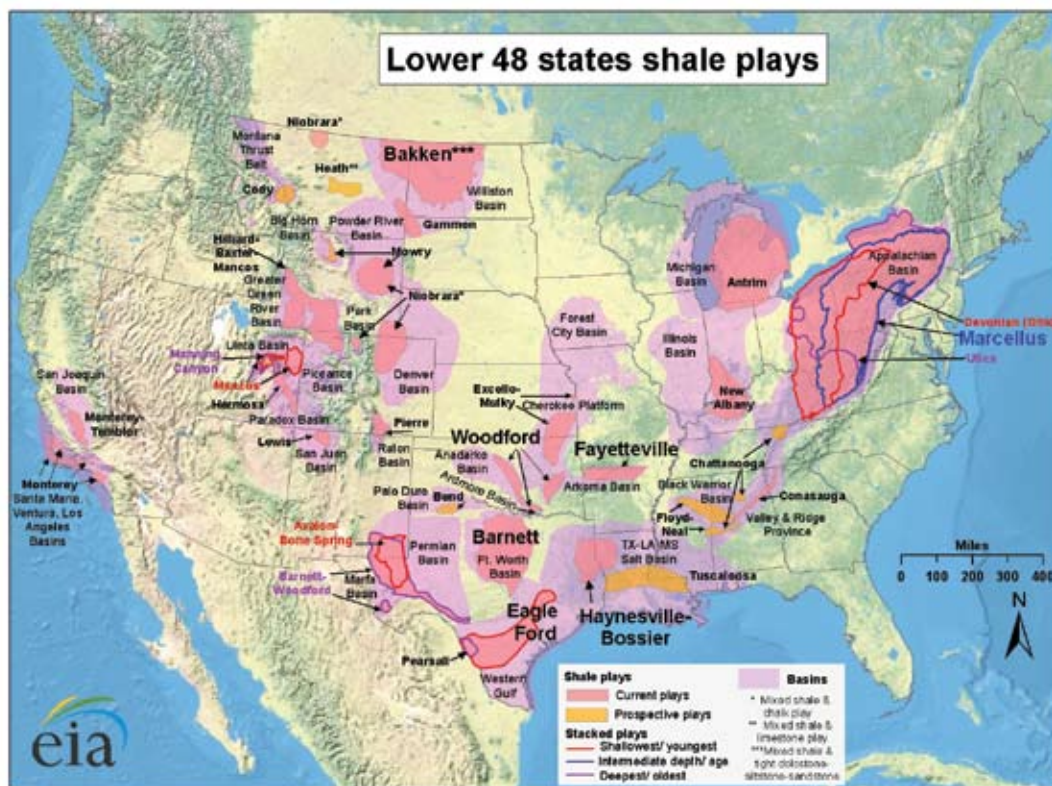 Lower 48 states shale plays
Niobrara*
Montana
Thrust
Belt
Bakken***
Heath**
Cody
Williston
Basin
Big Horn
Basin
Powder River
Basin
Gammon
Hilliard-
Baxter-
Mancos
Mowry
Greater
Green
River
Basin
Niobrara*
Park
Basin
Michigan
Basin
Antrim
Appalachian
Basin
Forest
City Basin
Illinois
Basin
Marcellus
Utica
Uinta Basin
Manning
Canyon
Mancos
Piceance
Basin
Denver
Basin
San Joaquin
Basin
Hermosa
Paradox Basin
Excello-
Mulky
Cherokee Platform
New
Albany
Monterey-
Temblor
Lewis
San Juan
Basin
Pierre
Raton
Basin
Woodford
Anadarko
Basin
Fayetteville
Arkoma Basin
Chattanooga
Monterey
Santa Maria,
Ventura, Los
Angeles
Basins
Palo Duro
Basin
Bend
Ardmore Basin
Black Warrior
Basin
Conasauga
Floyd-
Neal
Valley & Ridge
Province
Avalon-
Bone Spring
Permian
Basin
Barnett
Ft. Worth
Basin
TX-LA-MS
Salt Basin
Tuscaloosa
Barnett-
Woodford
Marfa
Basin
Eagle
Ford
Haynesville-
Bossier
Pearsall
Western
Gulf
Miles
0 100 200 300 400
N
Shale plays
Current plays
Prospective plays
Stacked plays
Shallowest/ youngest
Intermediate depth/ age
Deepest/ oldest
Basins
* Mixed shale &
chalk play
** Mixed shale &
limestone play
***Mixed shale &
tight dolostone-
siltstone-sandstone
eia